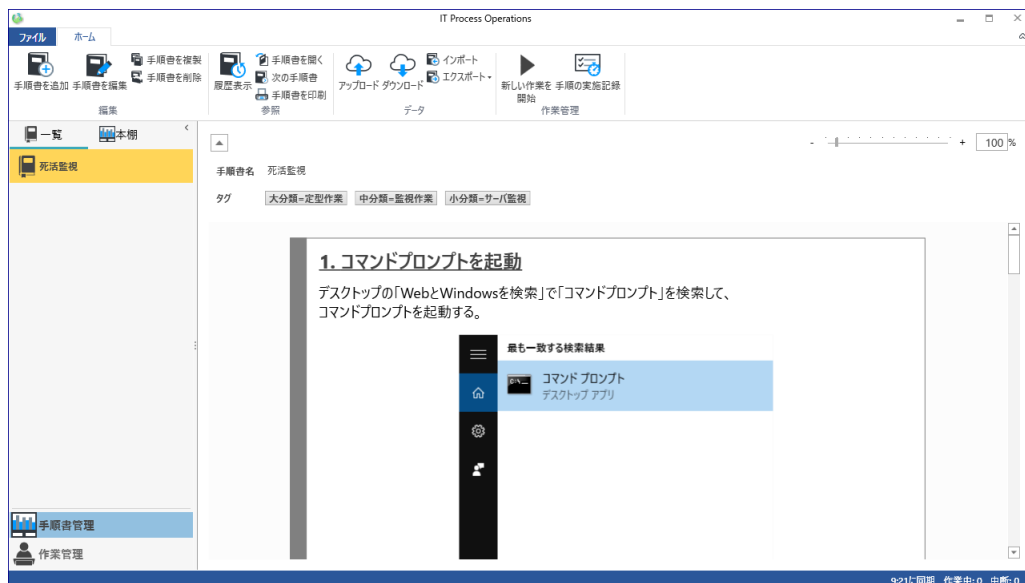 IT Process Operations
ファイル
ホーム
手順書を追加
手順書を編集
手順書を複製
手順書を削除
編集
履歴表示
手順書を開く
次の手順書
手順書を印刷
参照
アップロード
ダウンロード
インポート
エクスポート
データ
新しい作業を
開始
手順の実施記録
作業管理
一覧
本棚
死活監視
- + 100 %
手順書名 死活監視
タグ 大分類=定型作業 中分類=監視作業 小分類=サーバ監視
1. コマンドプロンプトを起動
デスクトップの「WebとWindowsを検索」で「コマンドプロンプト」を検索して、
コマンドプロンプトを起動する。
最も一致する検索結果
コマンド プロンプト
デスクトップ アプリ
手順書管理
作業管理
9:21に同期 作業中: 0 中断: 0